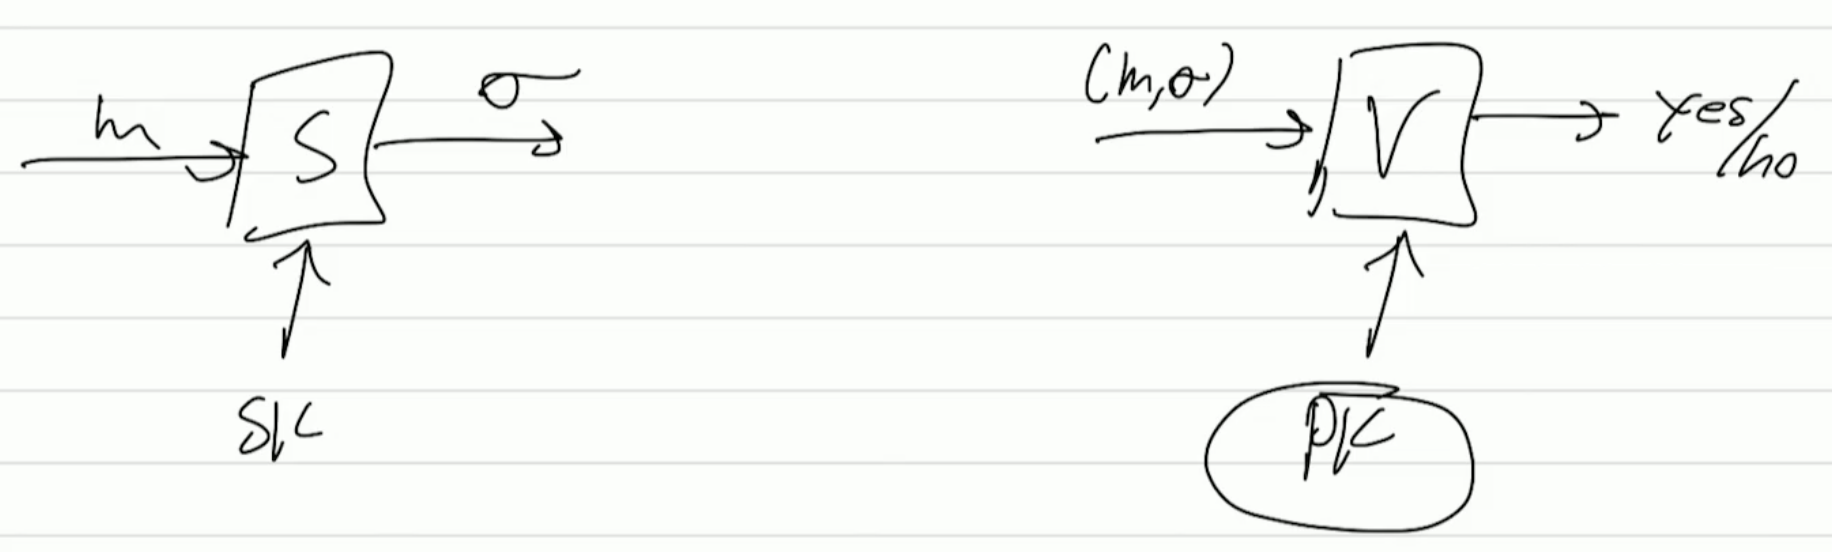 m
S
σ
sk
(m,σ)
V
Yes/no
pk